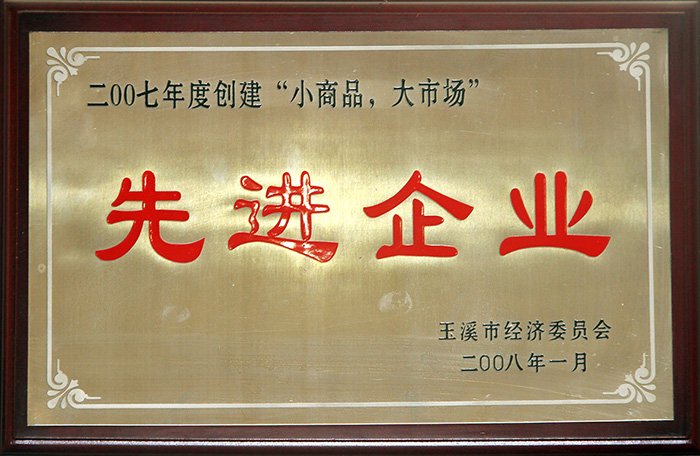 二00七年度创建“小商品，大市场”
先进企业
玉溪市经济委员会
二00八年一月